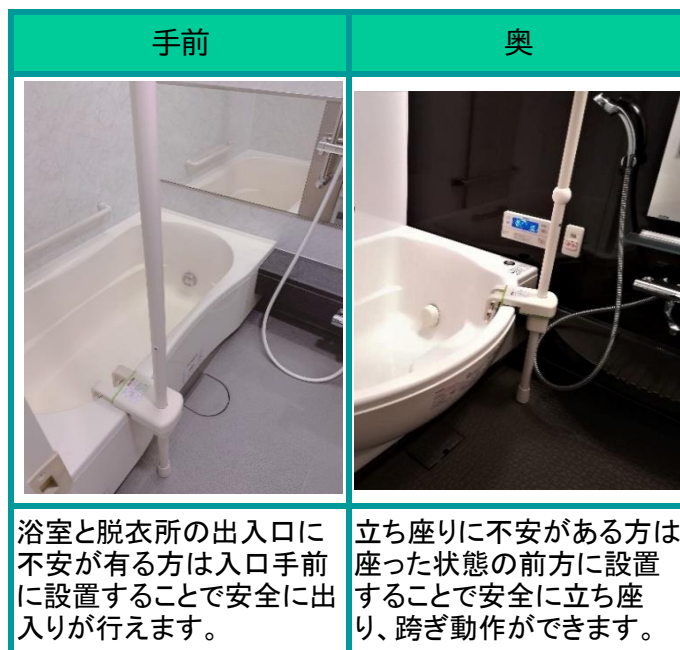 手前
奥
浴室と脱衣所の出入口に
不安が有る方は入口手前
に設置することで安全に出
入りが行えます。
立ち座りに不安がある方は
座った状態の前方に設置
することで安全に立ち座
り、跨ぎ動作ができます。